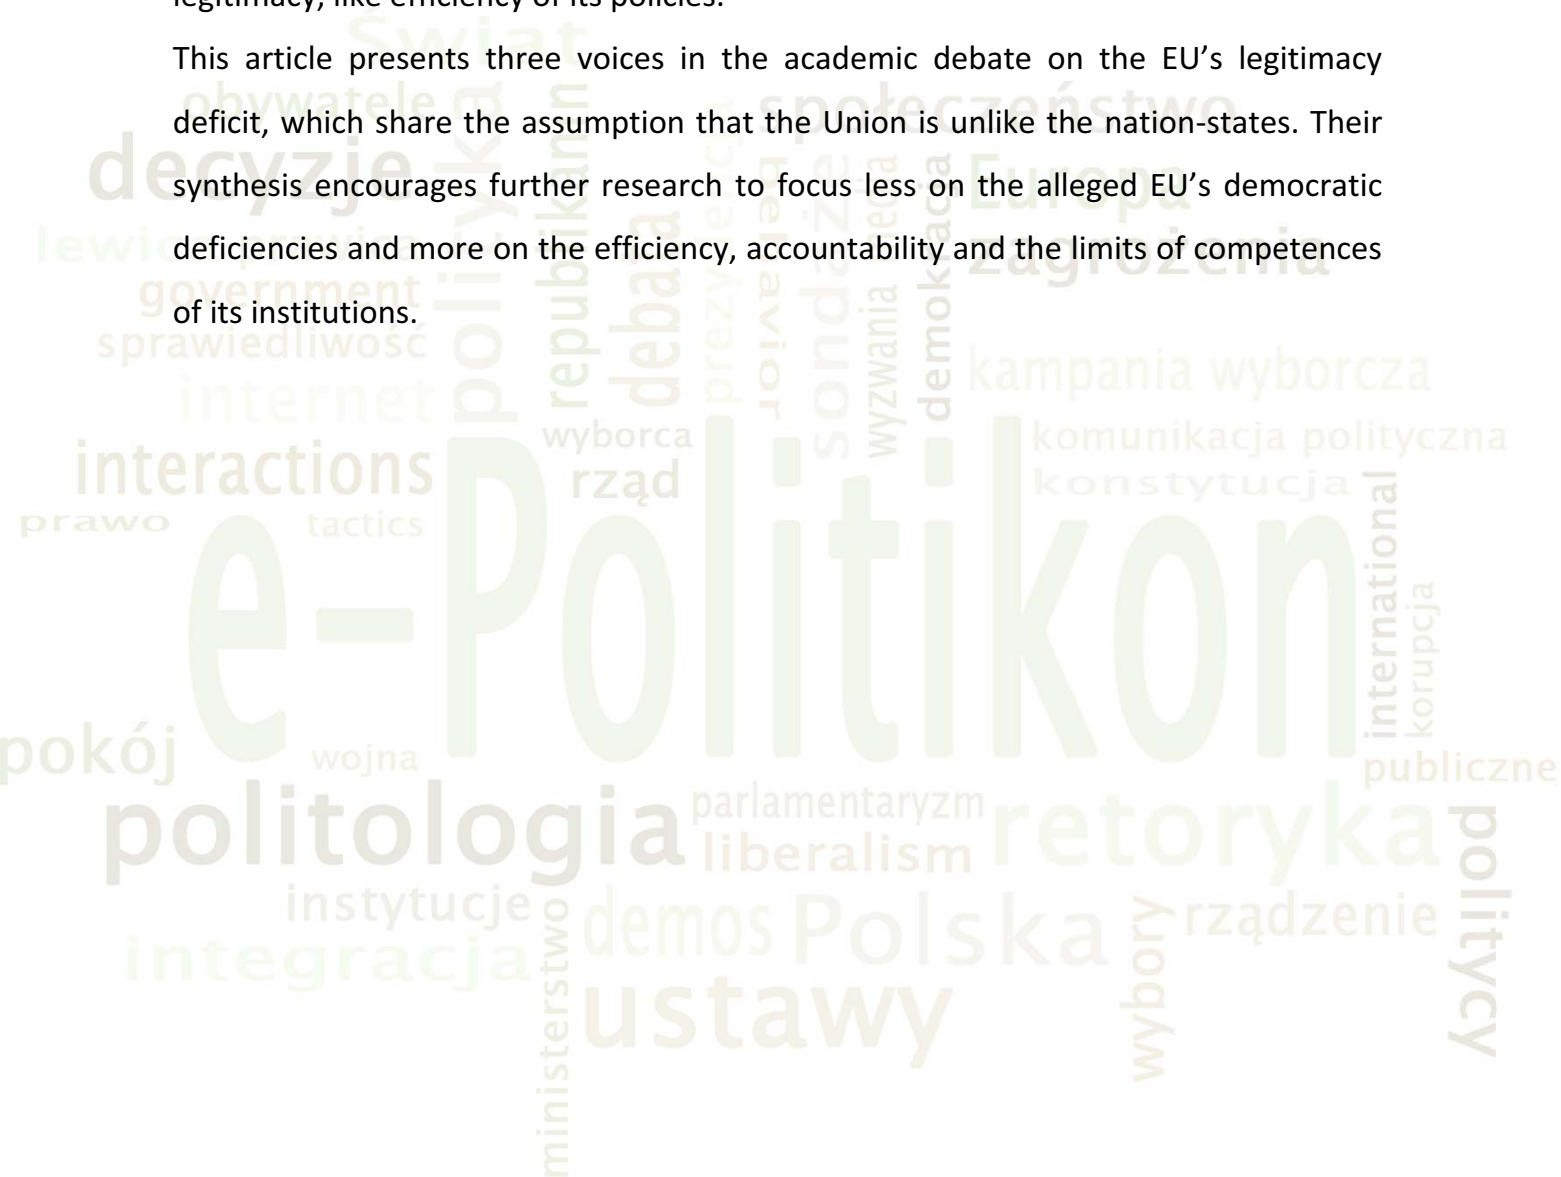 legitimacy, like efficiency of its policies.
This article presents three voices in the academic debate on the EU’s legitimacy
deficit, which share the assumption that the Union is unlike the nation-states. Their
synthesis encourages further research to focus less on the alleged EU’s democratic
deficiencies and more on the efficiency, accountability and the limits of competences
of its institutions.
Świat
obywatele
społeczeństwo
decyzje
polityka
republikanin
debata
prezydencja
behavior
sondaże
wyzwania
demokracja
Europa
zagrożenia
government
sprawiedliwość
internet
kampania wyborcza
wyborca
komunikacja polityczna
interactions
rząd
konstytucja
prawo
tactics
e-Politikon
international
korupcja
pokój
wojna
publiczne
politologia
parlamentaryzm
liberalism
retoryka
politycy
instytucje
demos
Polska
wybory
rządzenie
integracja
ministerstwo
ustawy